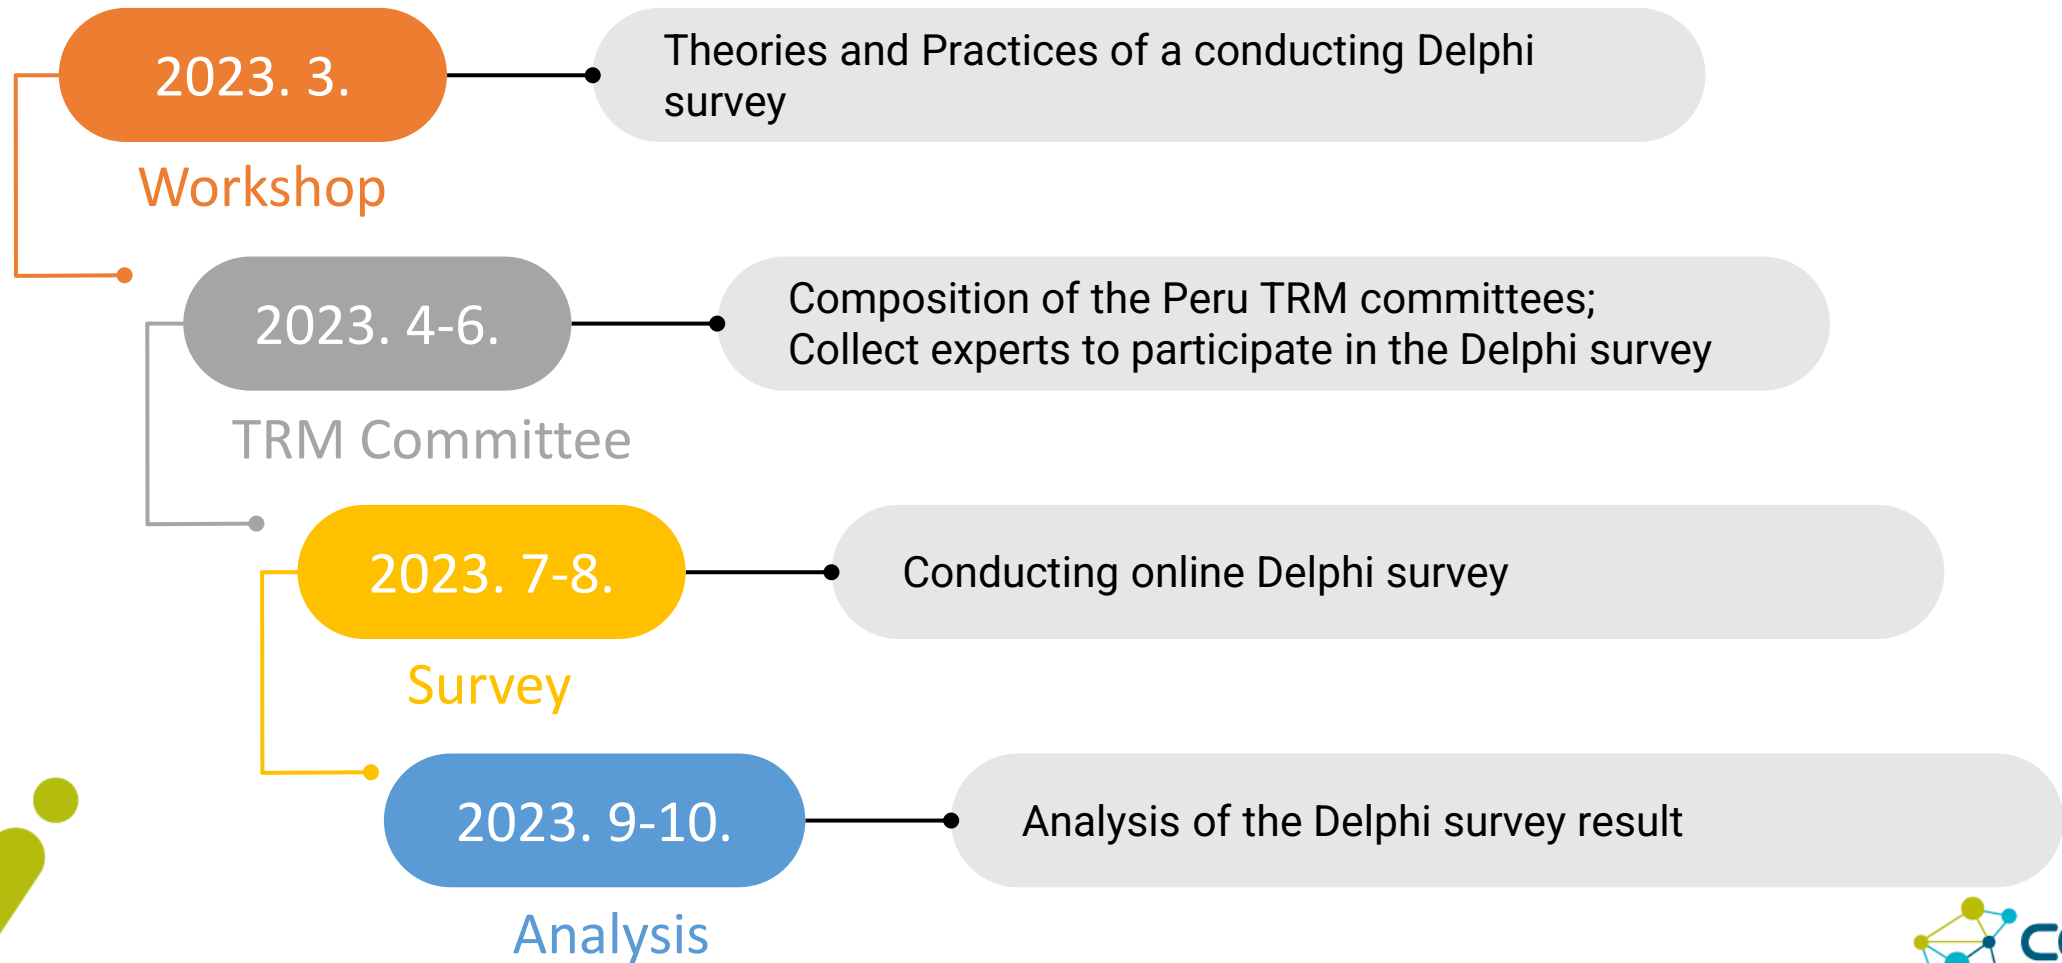 2023. 3.
Theories and Practices of a conducting Delphi
survey
Workshop
2023. 4-6.
Composition of the Peru TRM committees;
Collect experts to participate in the Delphi survey
TRM Committee
2023. 7-8.
Conducting online Delphi survey
Survey
2023. 9-10.
Analysis of the Delphi survey result
Analysis